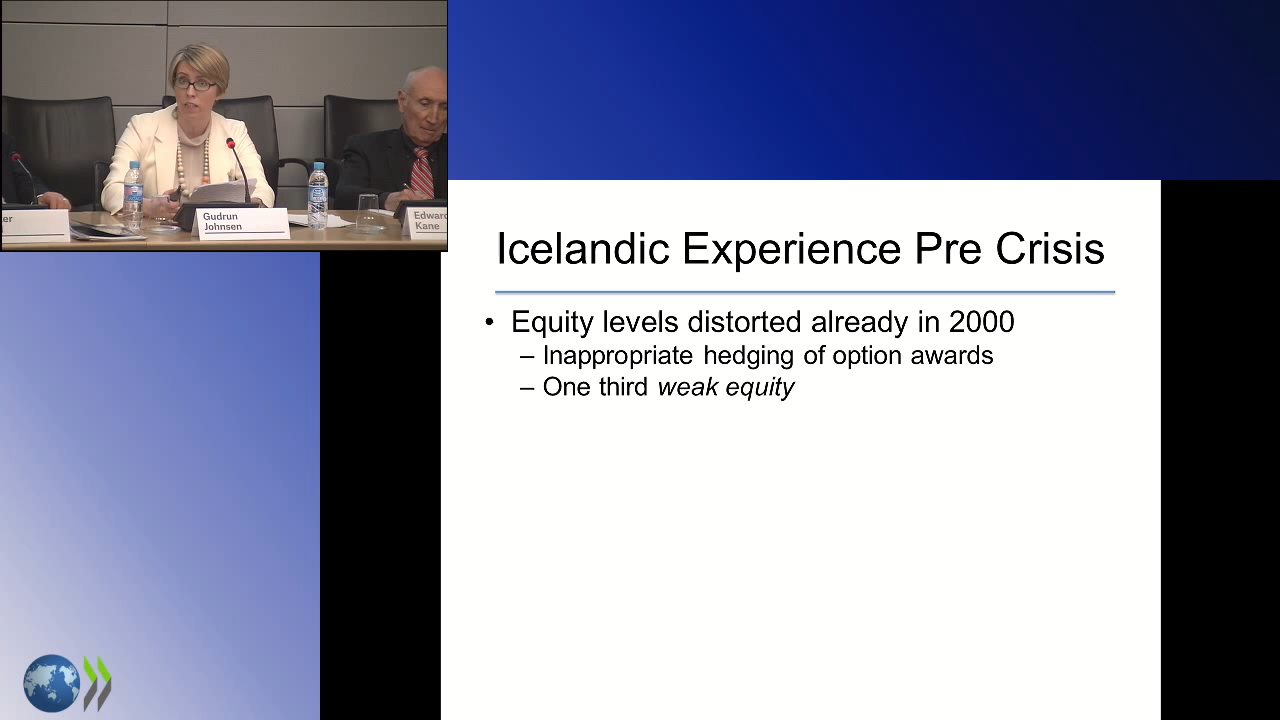 er
Gudrun
Johnsen
Edward
Kane
Icelandic Experience Pre Crisis
• Equity levels distorted already in 2000
– Inappropriate hedging of option awards
– One third weak equity